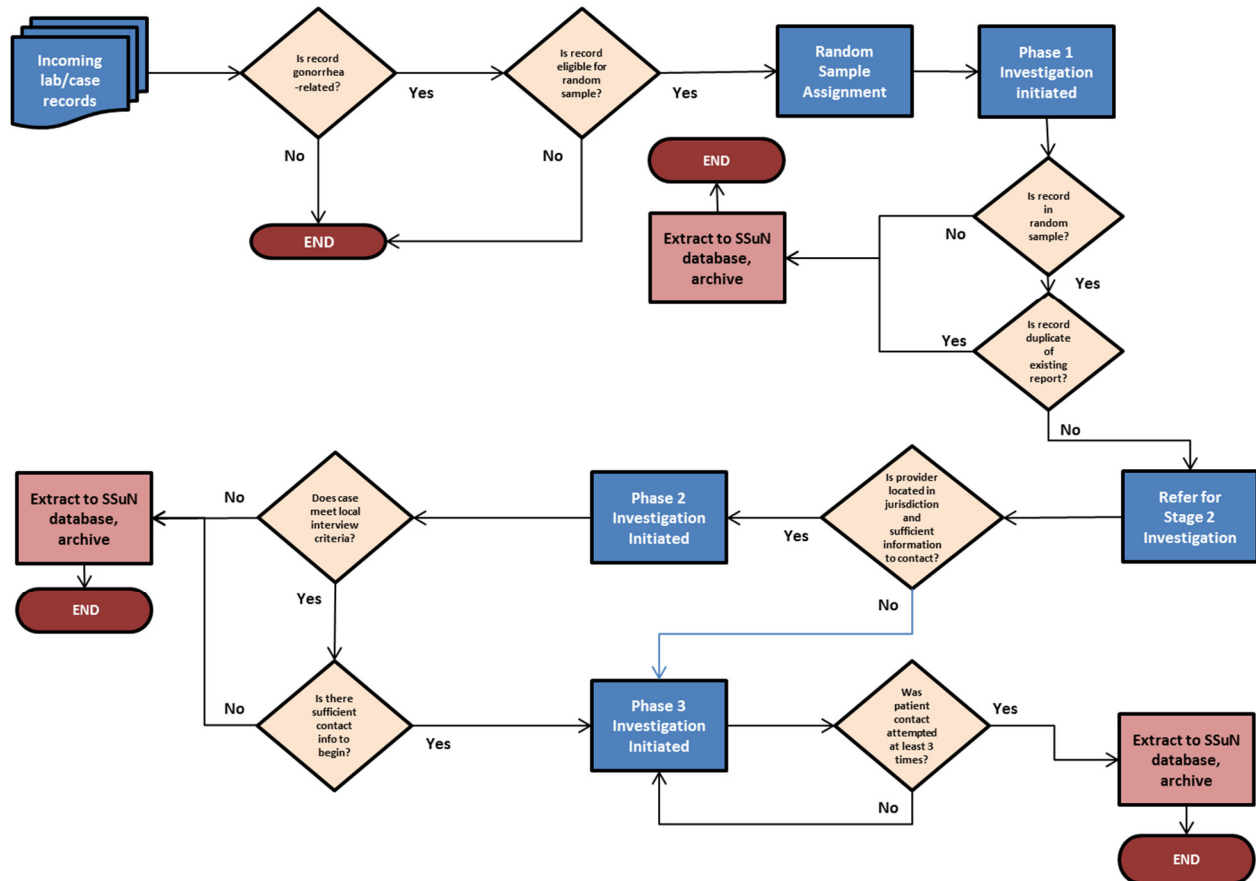 Incoming
lab/case
records
Is record
gonorrhea
-related?
Yes
No
Is record
eligible for
random
sample?
Yes
No
END
Random
Sample
Assignment
Phase 1
Investigation
initiated
Is record
in
random
sample?
No
Yes
END
Extract to SSuN
database,
archive
Is record
duplicate
of
existing
report?
Yes
No
Refer for
Stage 2
Investigation
Is provider
located in
jurisdiction
and
sufficient
information
to contact?
Yes
No
Phase 2
Investigation
Initiated
Does case
meet local
interview
criteria?
No
Yes
Extract to SSuN
database,
archive
END
Is there
sufficient
contact
info to
begin?
No
Yes
Phase 3
Investigation
Initiated
Was
patient
contact
attempted
at least 3
times?
Yes
No
Extract to SSuN
database,
archive
END